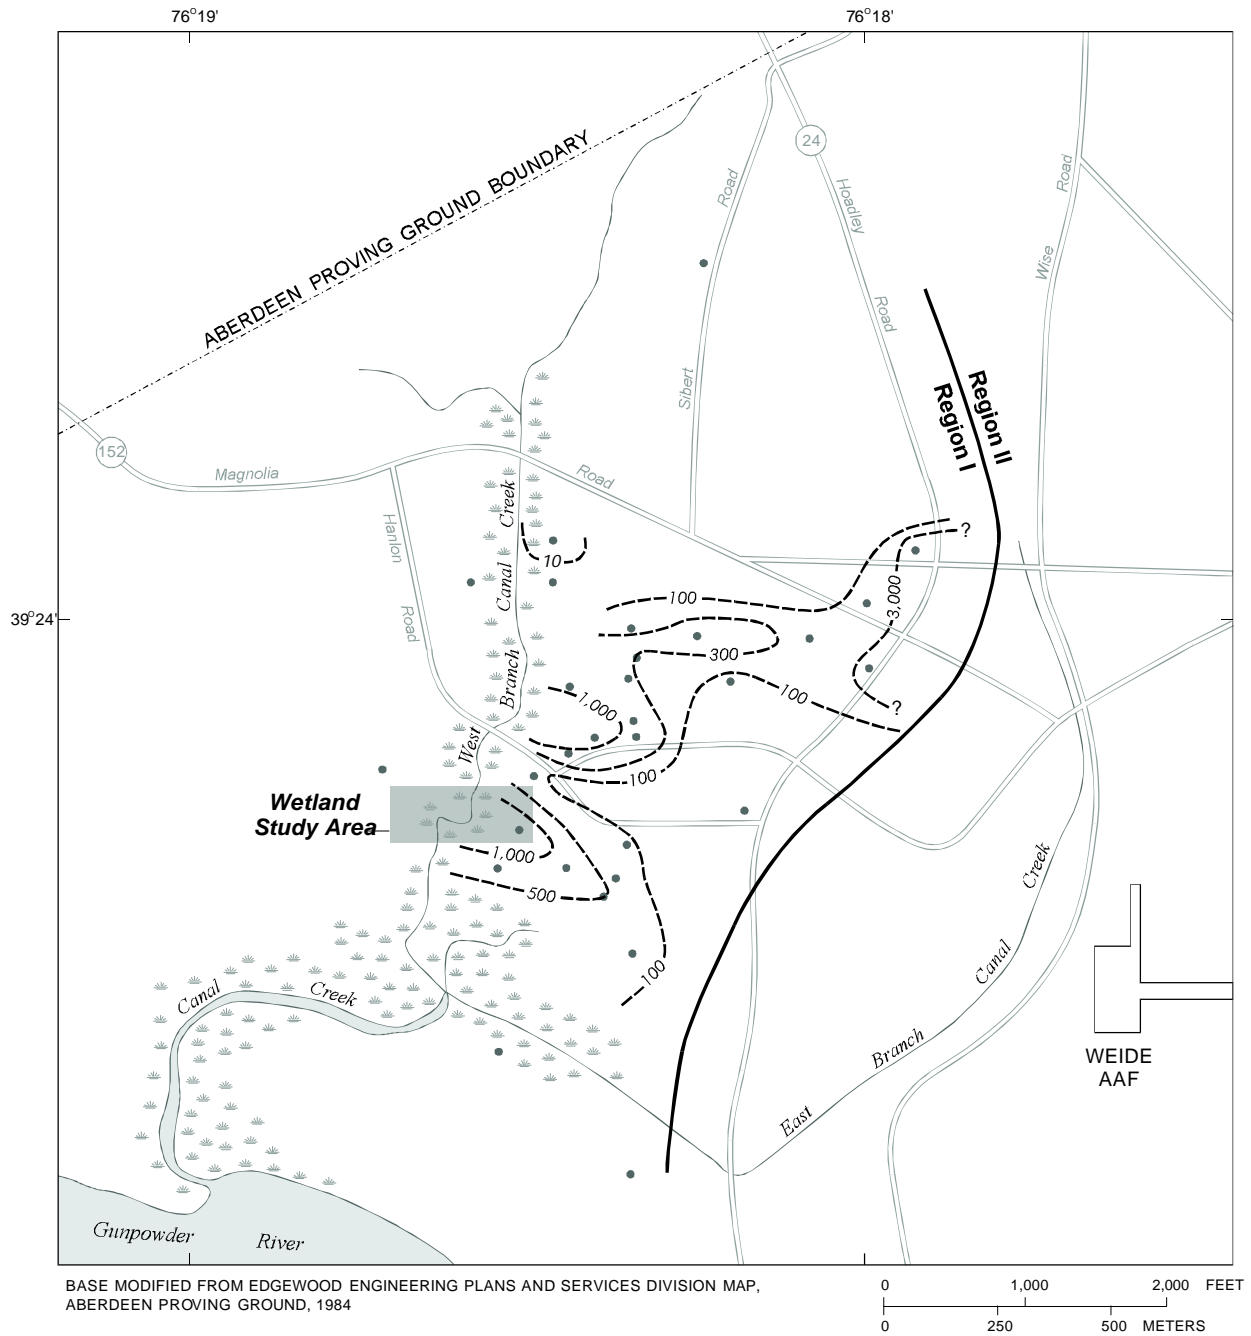 76°19'
76°18'
ABERDEEN PROVING GROUND BOUNDARY
24
Hoadley
Road
Road
Sibert
Road
Wise
152
Magnolia
Road
Hanlon
Road
Region II
Region I
Creek
Canal
Branch
West
10
100
?
3,000
39°24'
300
1,000
100
?
100
Wetland
Study Area
1,000
500
100
Creek
Canal
Branch
East
Canal
Creek
WEIDE
AAF
Gunpowder
River
BASE MODIFIED FROM EDGEWOOD ENGINEERING PLANS AND SERVICES DIVISION MAP,
ABERDEEN PROVING GROUND, 1984
0 1,000 2,000 FEET
0 250 500 METERS